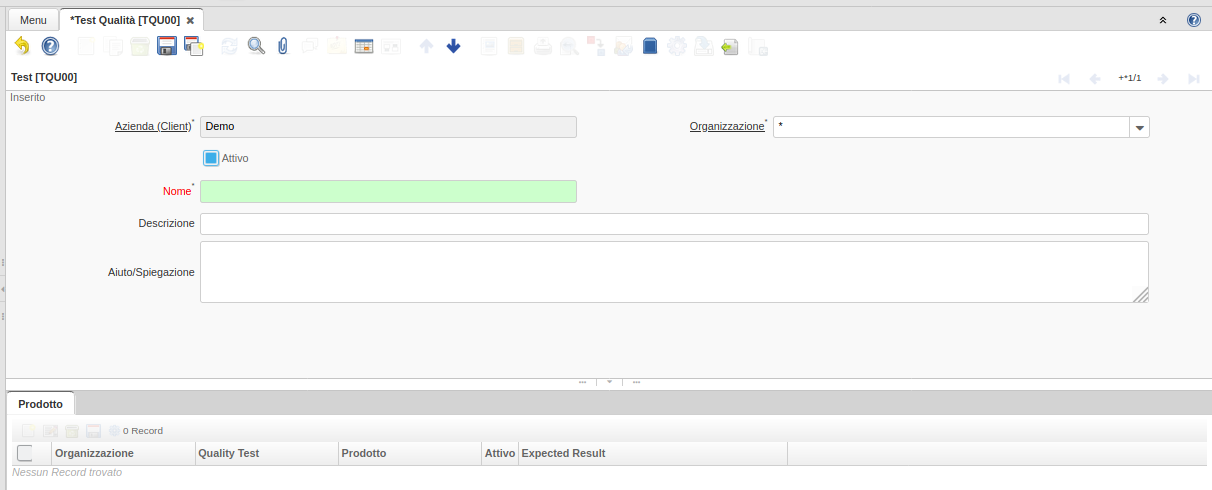 Menu
*Test Qualità [TQU00]
Test [TQU00]
+*1/1
Inserito
Azienda (Client)*
Demo
Organizzazione*
*
Attivo
Nome*
Descrizione
Aiuto/Spiegazione
Prodotto
0 Record
Organizzazione
Quality Test
Prodotto
Attivo
Expected Result
Nessun Record trovato